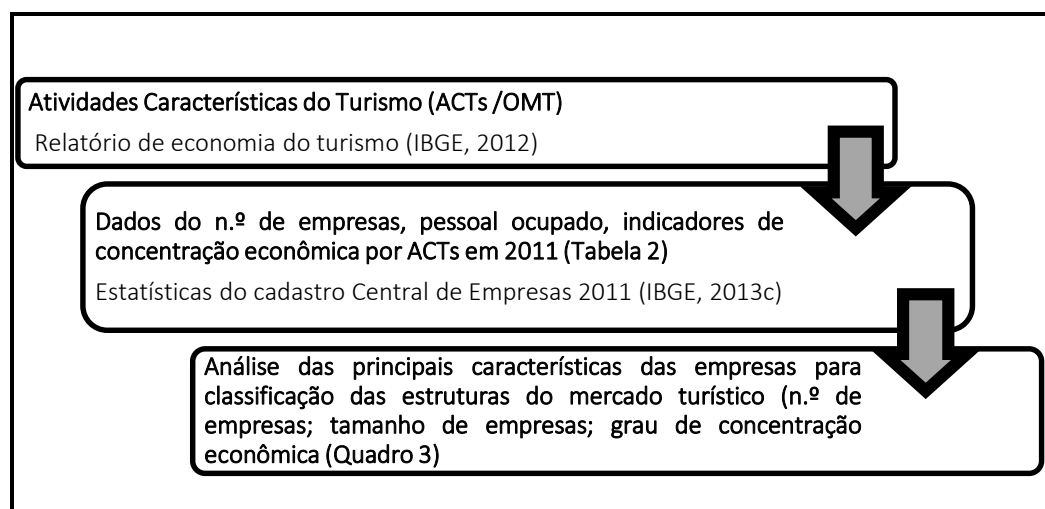 Atividades Características do Turismo (ACTs /OMT)
Relatório de economia do turismo (IBGE, 2012)
Dados do n.º de empresas, pessoal ocupado, indicadores de
concentração econômica por ACTs em 2011 (Tabela 2)
Estatísticas do cadastro Central de Empresas 2011 (IBGE, 2013c)
Análise das principais características das empresas para
classificação das estruturas do mercado turístico (n.º de
empresas; tamanho de empresas; grau de concentração
econômica (Quadro 3)